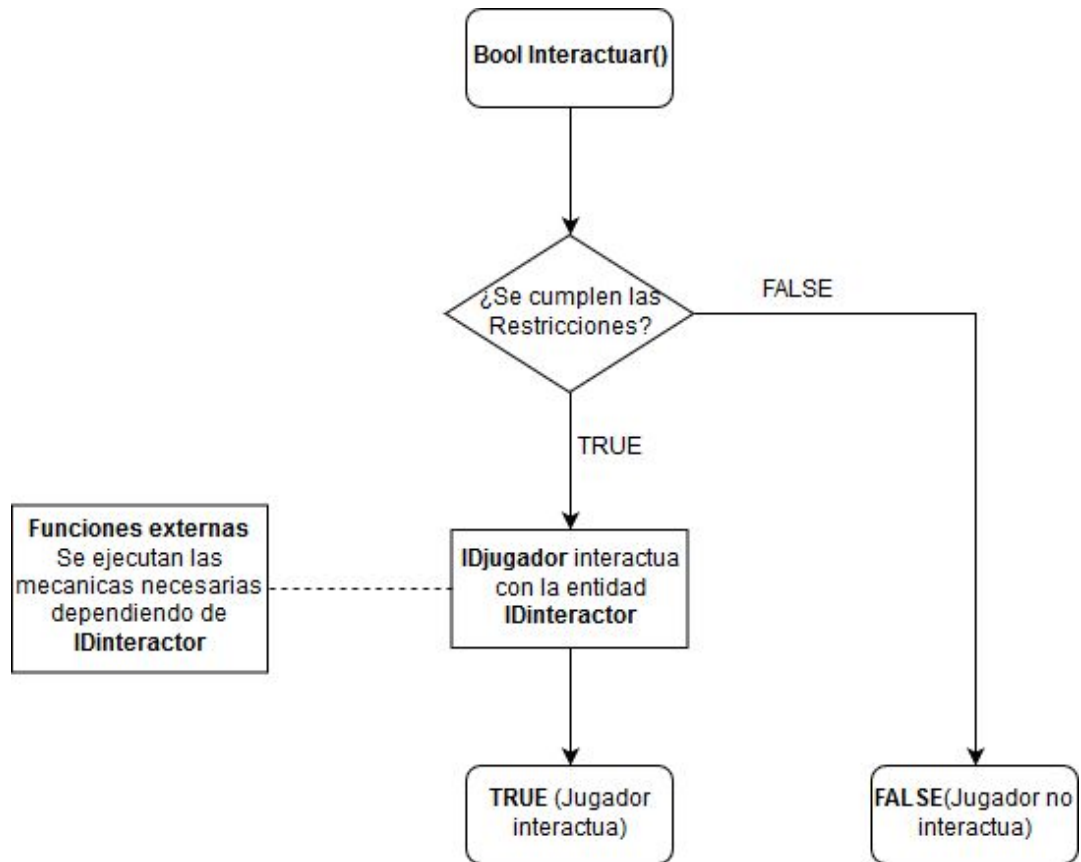 Bool Interactuar()
¿Se cumplen las
Restricciones?
FALSE
TRUE
Funciones externas
Se ejecutan las
mecanicas necesarias
dependiendo de
IDinteractor
IDjugador interactua
con la entidad
IDinteractor
TRUE (Jugador
interactua)
FALSE(Jugador no
interactua)